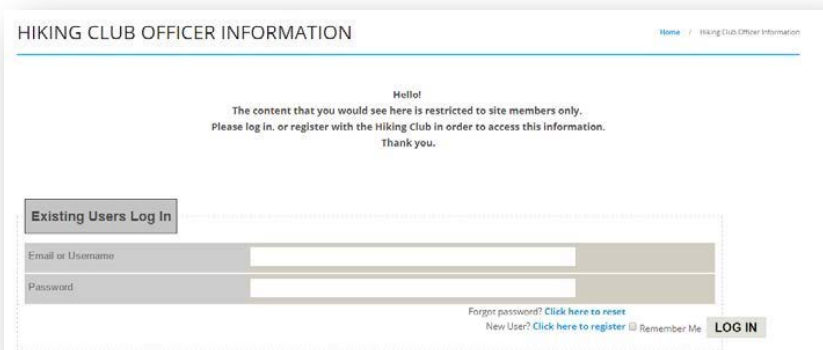 HIKING CLUB OFFICER INFORMATION
Home / Hiking Club Officer Information
Hello!
The content that you would see here is restricted to site members only.
Please log in. or register with the Hiking Club in order to access this information.
Thank you.
Existing Users Log In
Email or Username
Password
Forgot password? Click here to reset
New User? Click here to register Remember Me LOG IN